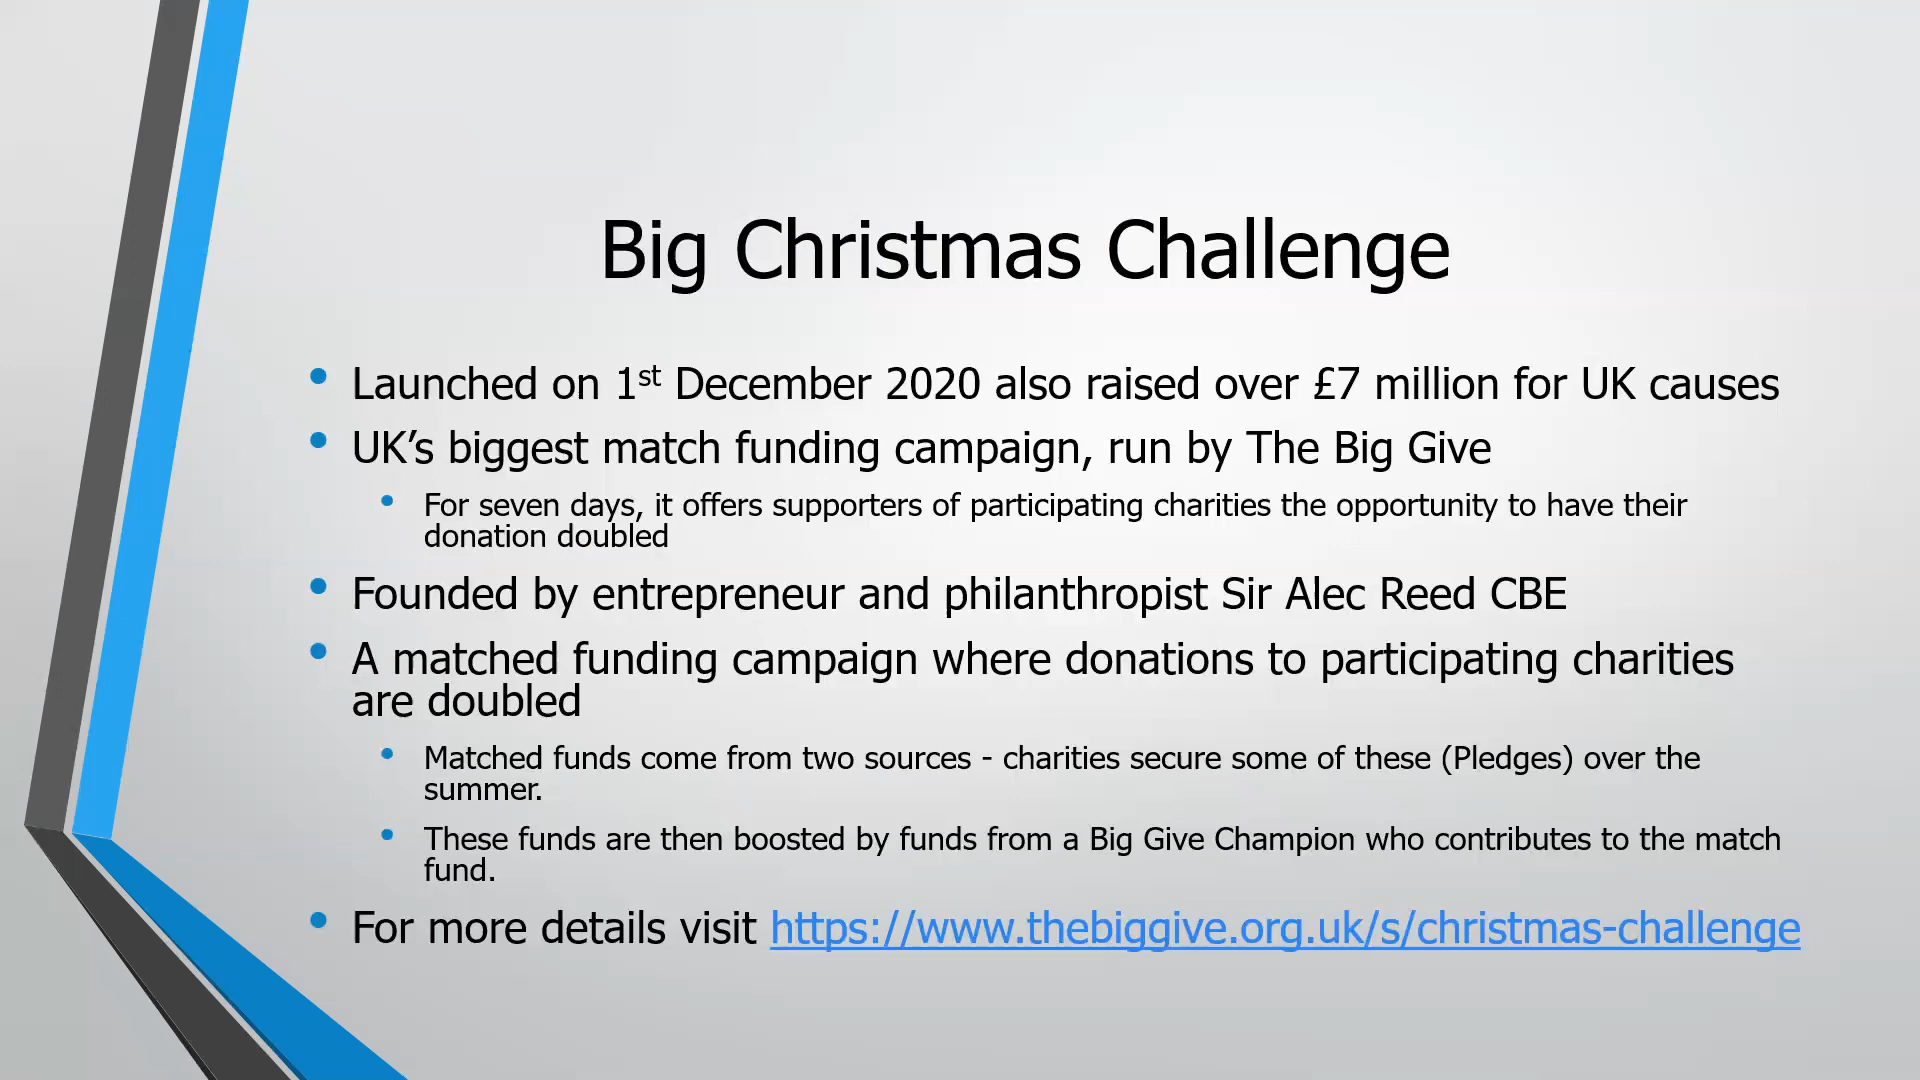 Big Christmas Challenge
• Launched on 1st December 2020 also raised over £7 million for UK causes
• UK’s biggest match funding campaign, run by The Big Give
• For seven days, it offers supporters of participating charities the opportunity to have their
donation doubled
• Founded by entrepreneur and philanthropist Sir Alec Reed CBE
• A matched funding campaign where donations to participating charities
are doubled
• Matched funds come from two sources - charities secure some of these (Pledges) over the
summer.
• These funds are then boosted by funds from a Big Give Champion who contributes to the match
fund.
• For more details visit https://www.thebiggive.org.uk/s/christmas-challenge